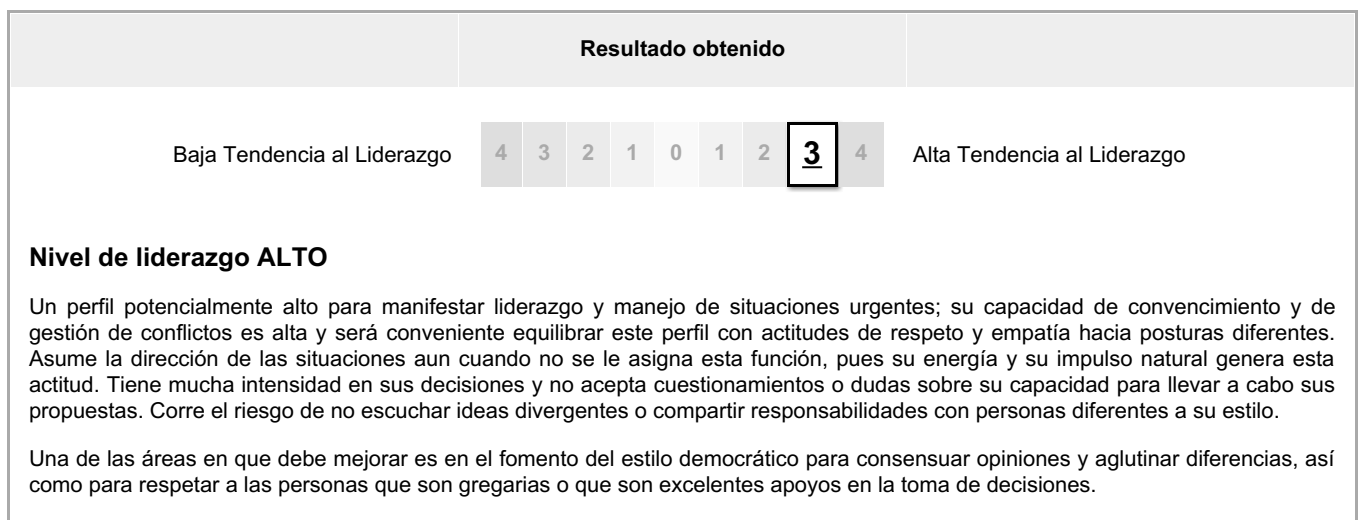 Resultado obtenido
Baja Tendencia al Liderazgo 4 3 2 1 0 1 2 3 4 Alta Tendencia al Liderazgo
Nivel de liderazgo ALTO
Un perfil potencialmente alto para manifestar liderazgo y manejo de situaciones urgentes; su capacidad de convencimiento y de
gestión de conflictos es alta y será conveniente equilibrar este perfil con actitudes de respeto y empatía hacia posturas diferentes.
Asume la dirección de las situaciones aun cuando no se le asigna esta función, pues su energía y su impulso natural genera esta
actitud. Tiene mucha intensidad en sus decisiones y no acepta cuestionamientos o dudas sobre su capacidad para llevar a cabo sus
propuestas. Corre el riesgo de no escuchar ideas divergentes o compartir responsabilidades con personas diferentes a su estilo.
Una de las áreas en que debe mejorar es en el fomento del estilo democrático para consensuar opiniones y aglutinar diferencias, así
como para respetar a las personas que son gregarias o que son excelentes apoyos en la toma de decisiones.